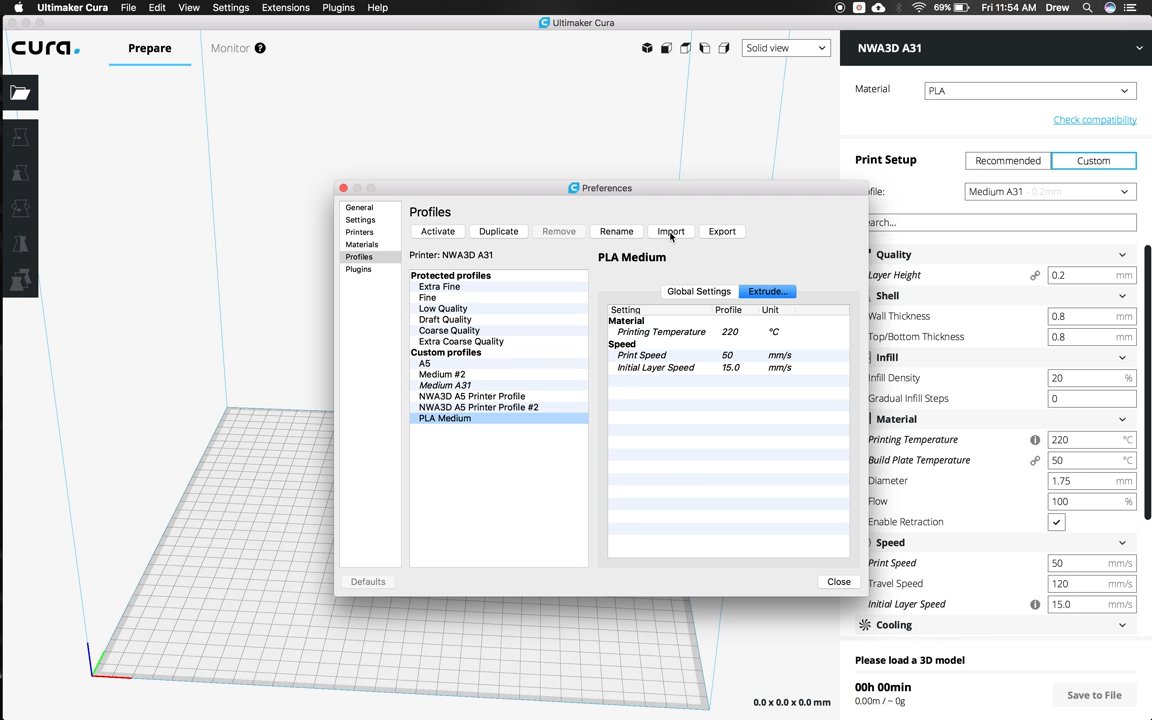 Ultimaker Cura File Edit View Settings Extensions Plugins Help 69% Fri 11:54 AM Drew
Ultimaker Cura
cura. Prepare Monitor ? Solid view NWA3D A31
Material PLA
Check compatibility
Print Setup Recommended Custom
file: Medium A31 - 0.2mm
earch...
Preferences
General
Settings
Printers
Materials
Profiles
Plugins
Profiles
Activate Duplicate Remove Rename Import Export
Printer: NWA3D A31
Protected profiles
Extra Fine
Fine
Low Quality
Draft Quality
Coarse Quality
Extra Coarse Quality
Custom profiles
A5
Medium #2
Medium A31
NWA3D A5 Printer Profile
NWA3D A5 Printer Profile #2
PLA Medium
PLA Medium
Global Settings Extrude...
Setting Profile Unit
Material
Printing Temperature 220 °C
Speed
Print Speed 50 mm/s
Initial Layer Speed 15.0 mm/s
Defaults Close
Quality
Layer Height 0.2 mm
Shell
Wall Thickness 0.8 mm
Top/Bottom Thickness 0.8 mm
Infill
Infill Density 20 %
Gradual Infill Steps 0
Material
Printing Temperature 220 °C
Build Plate Temperature 50 °C
Diameter 1.75 mm
Flow 100 %
Enable Retraction
Speed
Print Speed 50 mm/s
Travel Speed 120 mm/s
Initial Layer Speed 15.0 mm/s
Cooling
Please load a 3D model
00h 00min
0.00m / ~ 0g
Save to File
0.0 x 0.0 x 0.0 mm